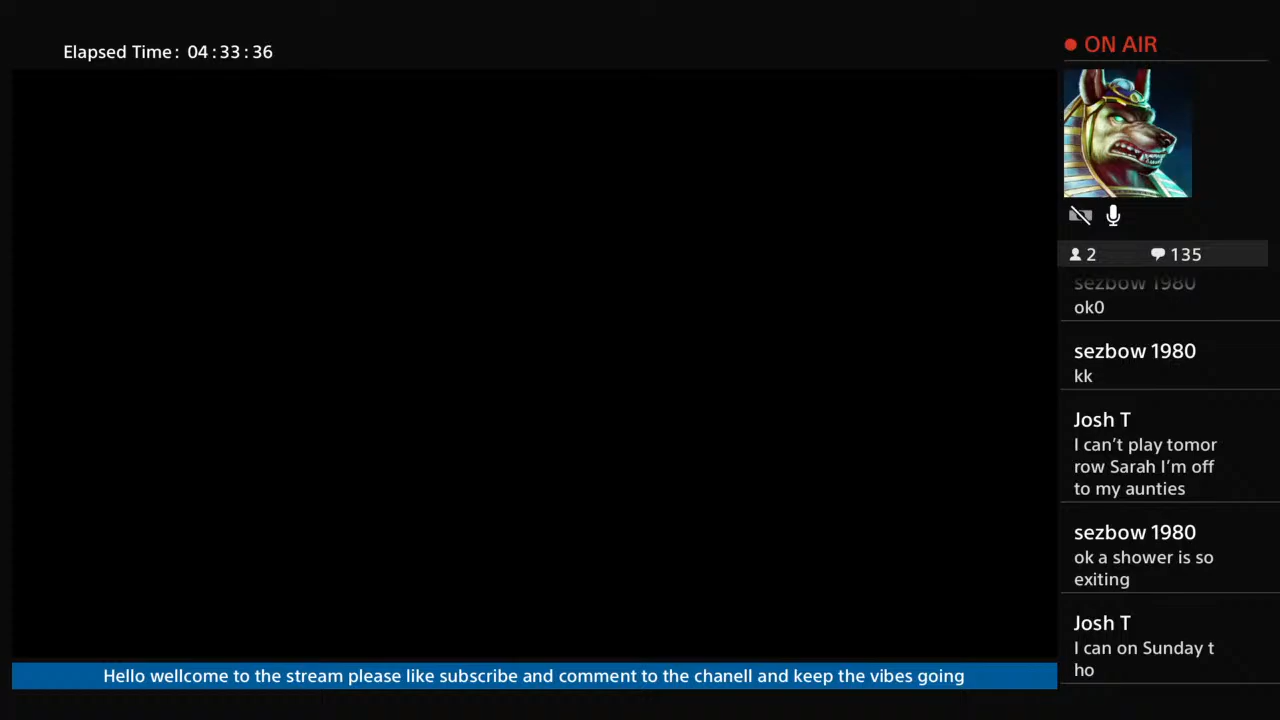 Elapsed Time: 04:33:36
ON AIR
2
135
sezbow 1980
ok0
sezbow 1980
kk
Josh T
I can't play tomor
row Sarah I'm off
to my aunties
sezbow 1980
ok a shower is so
exiting
Josh T
I can on Sunday t
ho
Hello wellcome to the stream please like subscribe and comment to the chanell and keep the vibes going